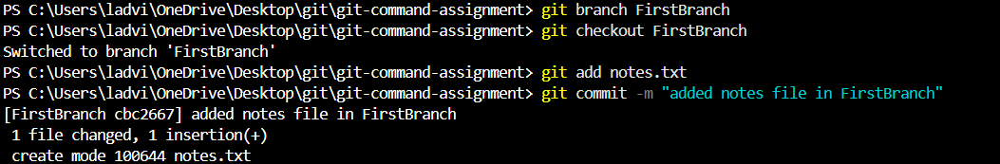 PS C:\Users\ladvi\OneDrive\Desktop\git\git-command-assignment> git branch FirstBranch
PS C:\Users\ladvi\OneDrive\Desktop\git\git-command-assignment> git checkout FirstBranch
Switched to branch 'FirstBranch'
PS C:\Users\ladvi\OneDrive\Desktop\git\git-command-assignment> git add notes.txt
PS C:\Users\ladvi\OneDrive\Desktop\git\git-command-assignment> git commit -m "added notes file in FirstBranch"
[FirstBranch cbc2667] added notes file in FirstBranch
 1 file changed, 1 insertion(+)
 create mode 100644 notes.txt